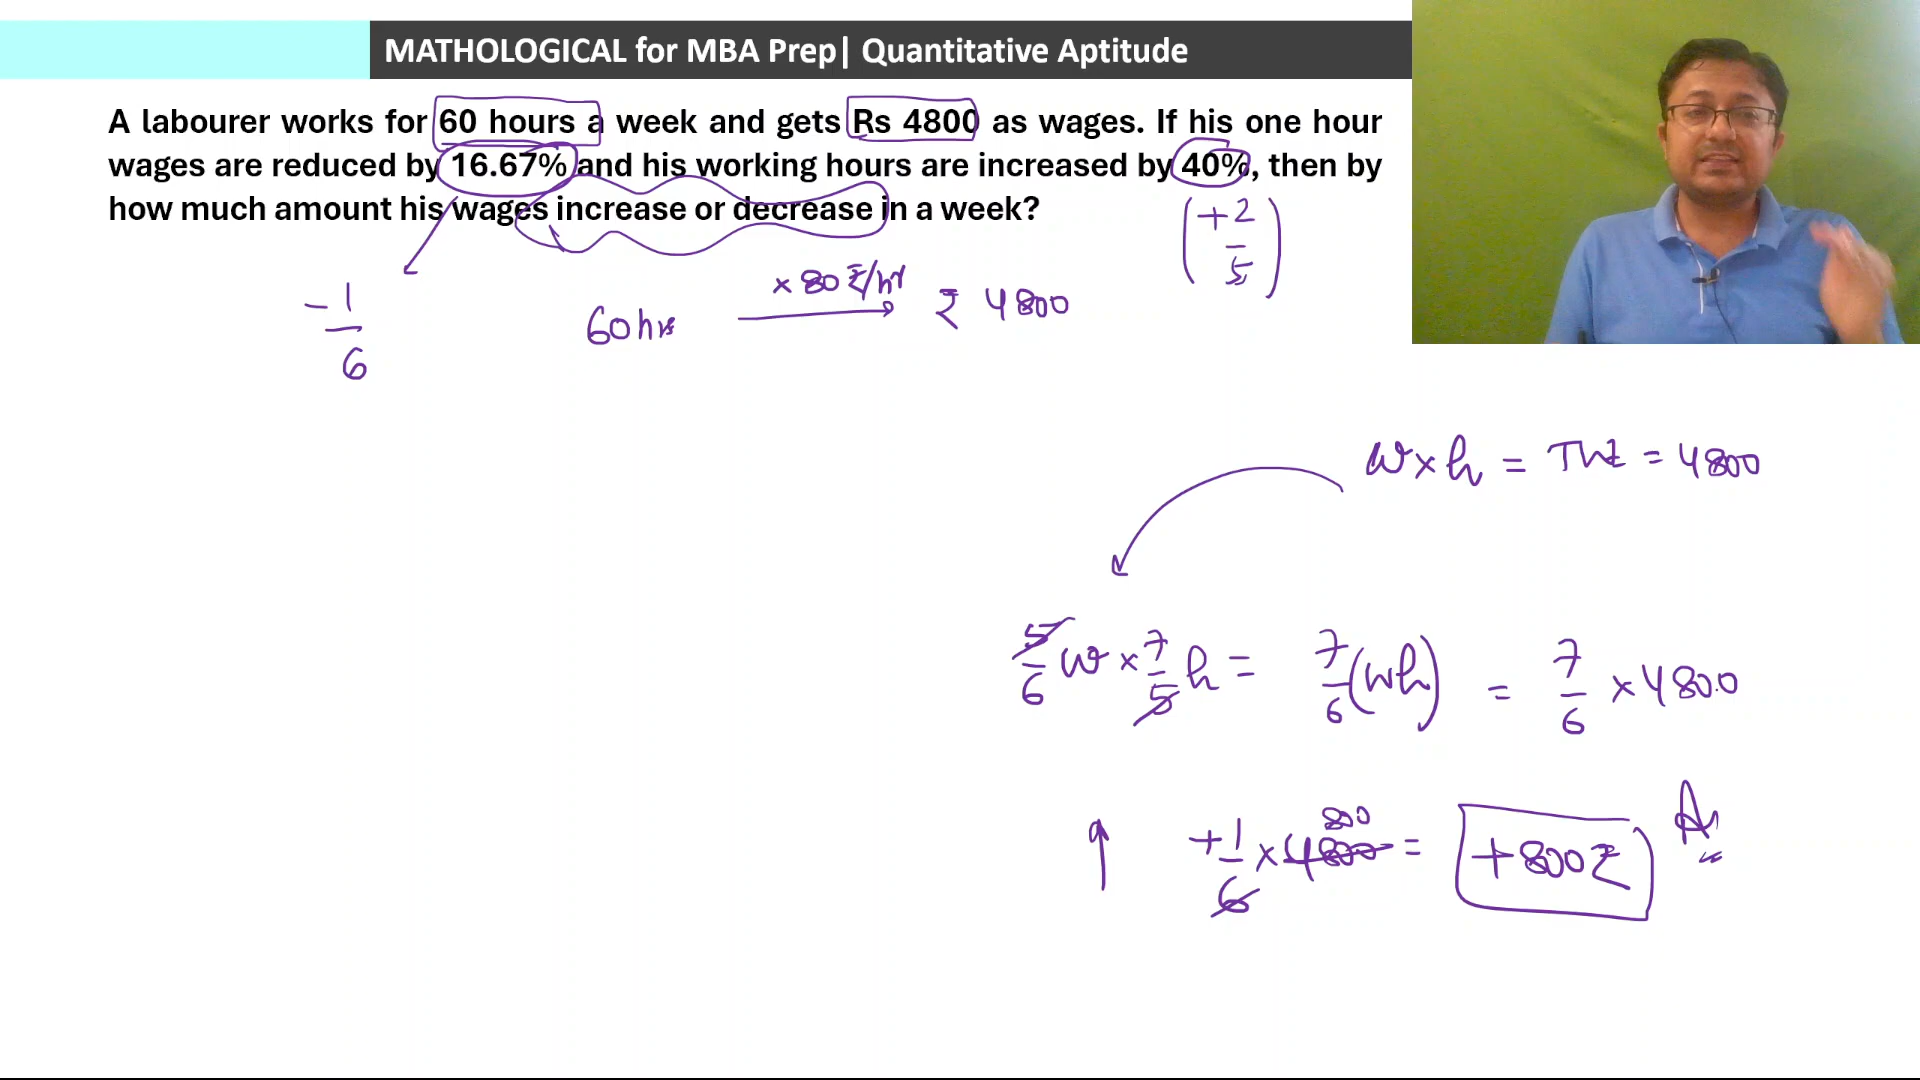 MATHOLOGICAL for MBA Prep| Quantitative Aptitude
A labourer works for 60 hours a week and gets Rs 4800 as wages. If his one hour
wages are reduced by 16.67% and his working hours are increased by 40%, then by
how much amount his wages increase or decrease in a week?
(+2/5)
-1/6
60hrs ×80 ₹/hr → ₹ 4800
w×h = TW = 4800
5/6 w × 7/5 h = 7/6 (wh) = 7/6 × 4800
↑ +1/6 × 4800 = +800₹
800